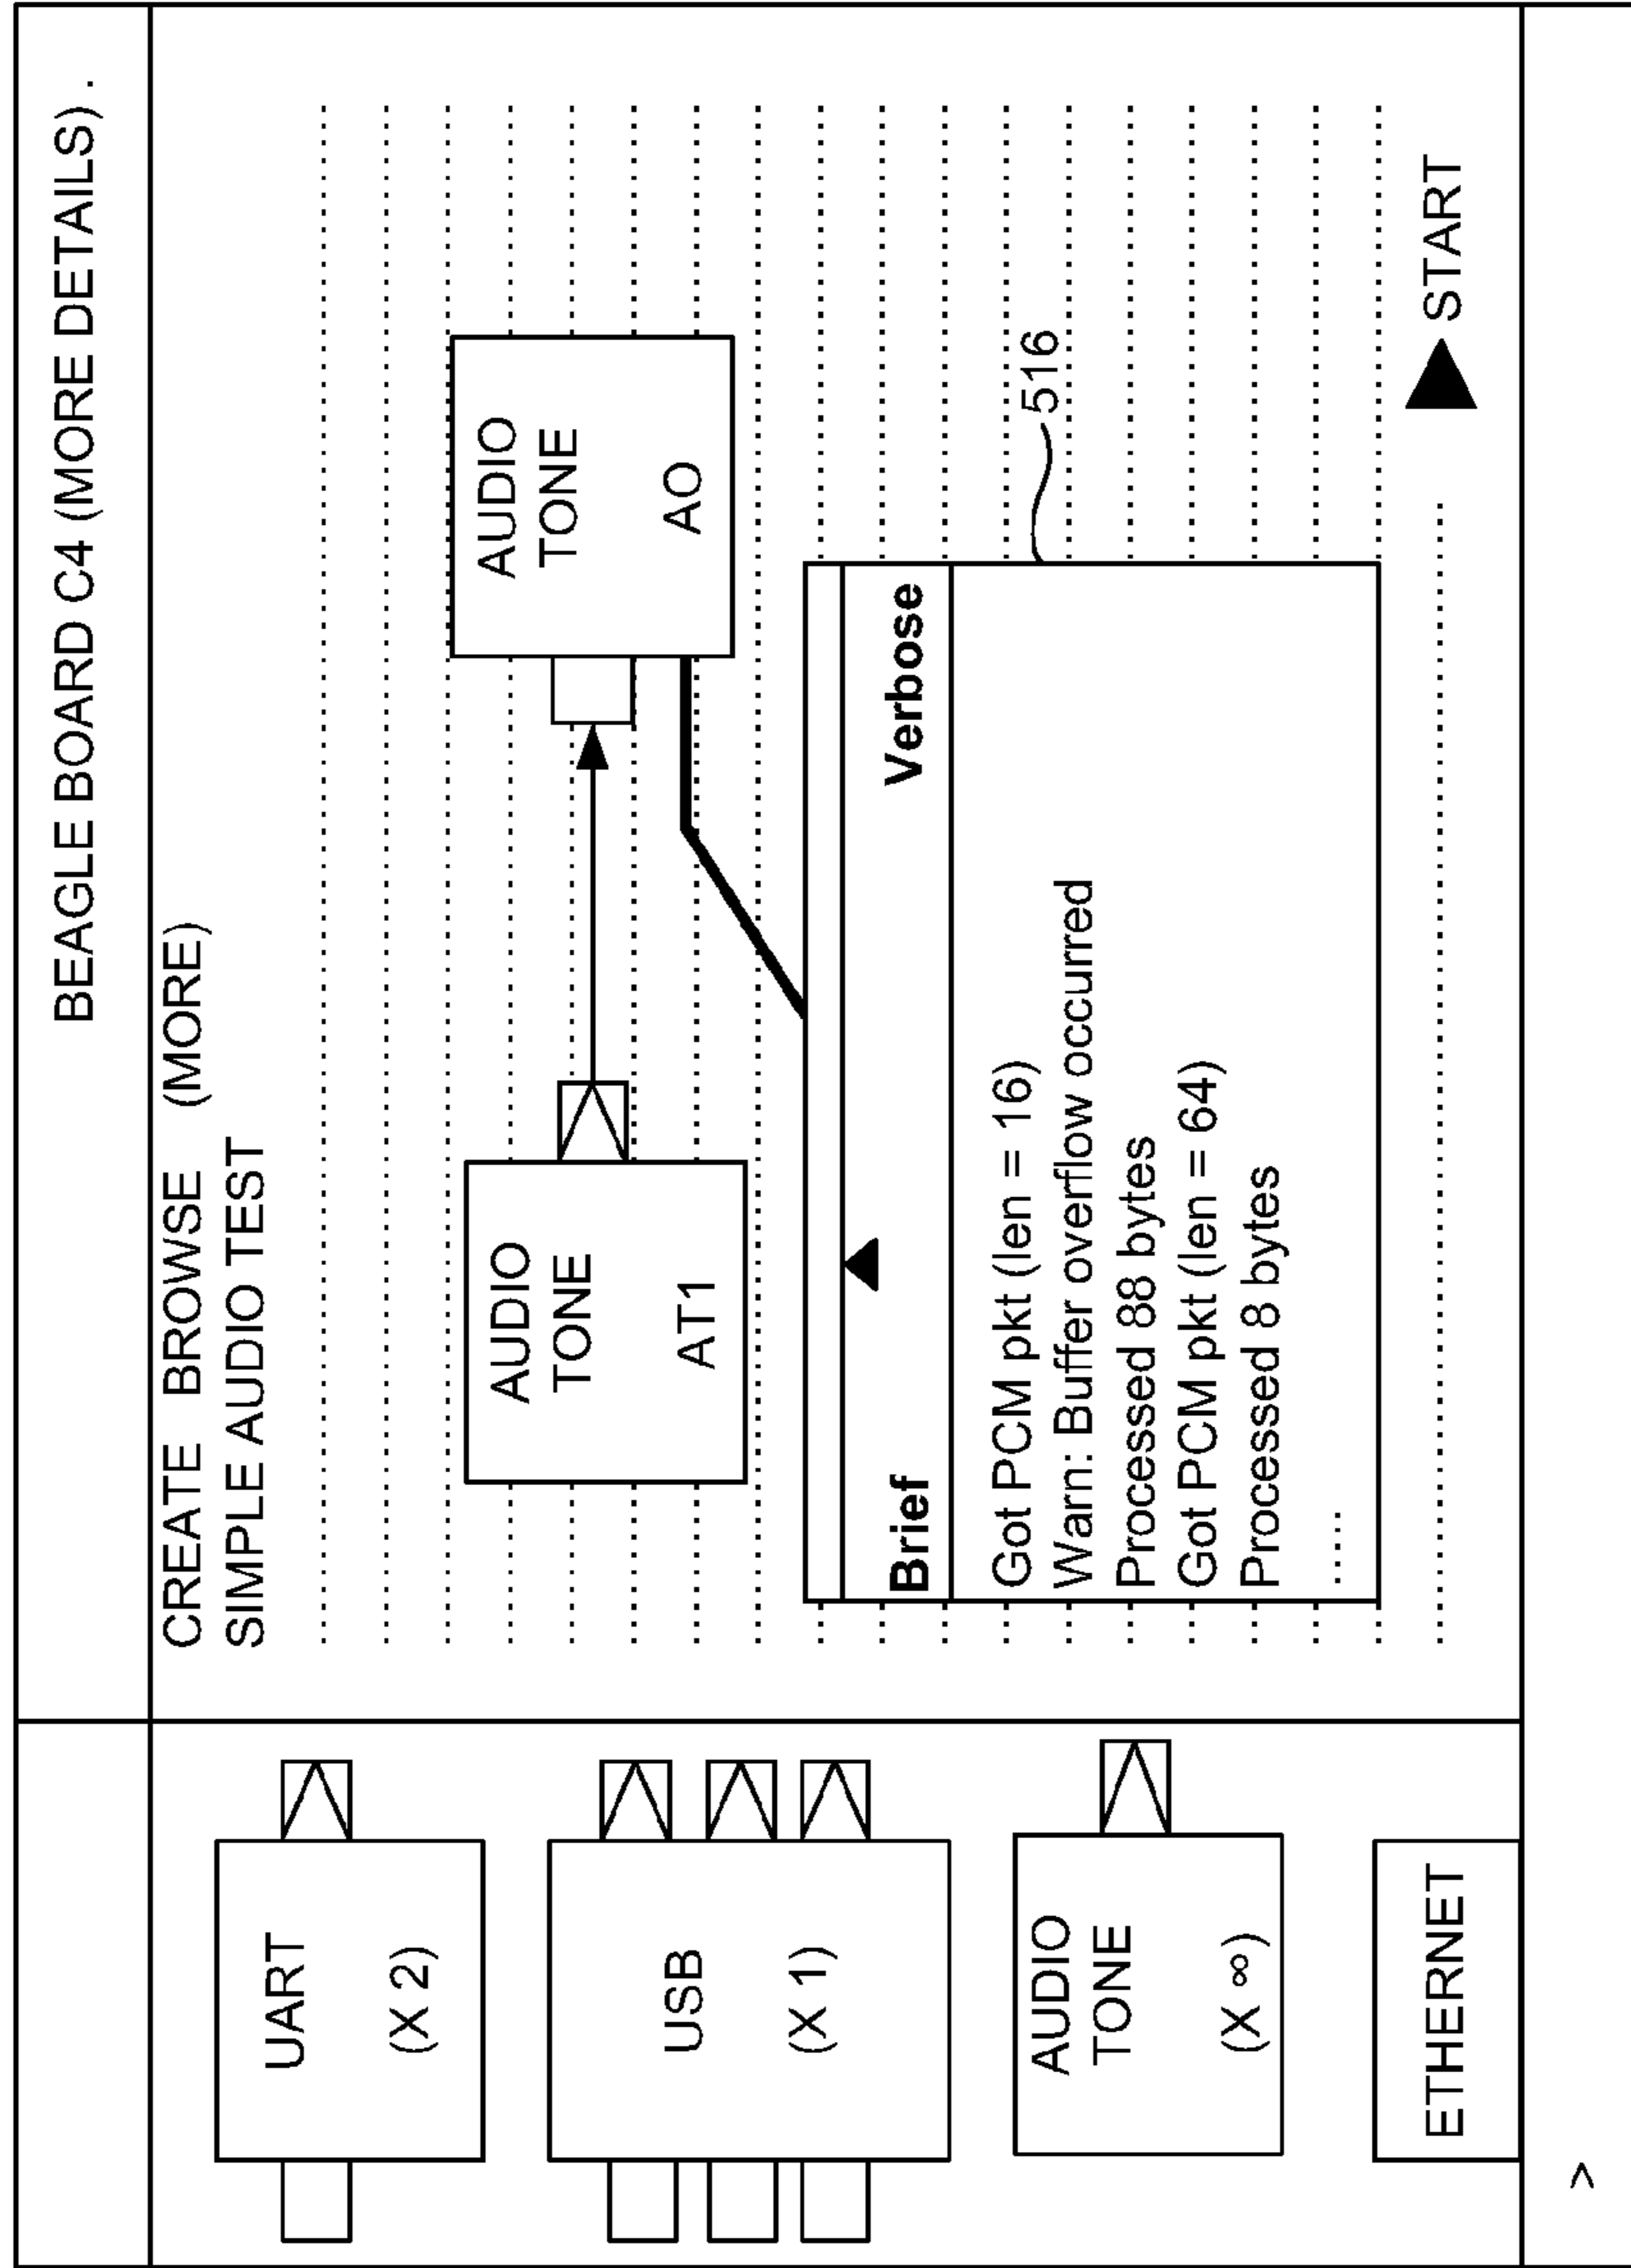 BEAGLE BOARD C4 (MORE DETAILS).
CREATE BROWSE (MORE)
SIMPLE AUDIO TEST
UART
(X 2)
USB
(X 1)
AUDIO
TONE
(X ∞)
ETHERNET
AUDIO
TONE
AT1
AUDIO
TONE
AO
Brief Verbose
Got PCM pkt (len = 16)
Warn: Buffer overflow occurred
Processed 88 bytes
Got PCM pkt (len = 64)
Processed 8 bytes
.....
516
START
>